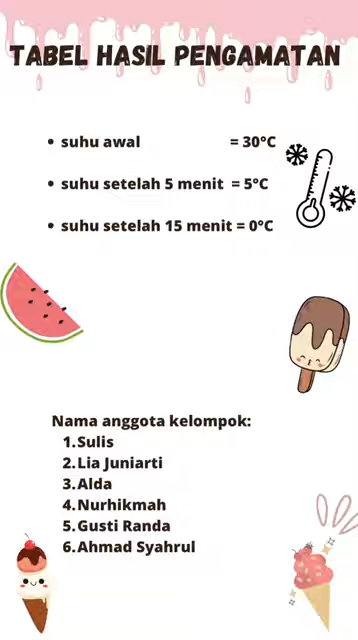 TABEL HASIL PENGAMATAN
• suhu awal = 30°C
• suhu setelah 5 menit = 5°C
• suhu setelah 15 menit = 0°C
Nama anggota kelompok:
1. Sulis
2. Lia Juniarti
3. Alda
4. Nurhikmah
5. Gusti Randa
6. Ahmad Syahrul